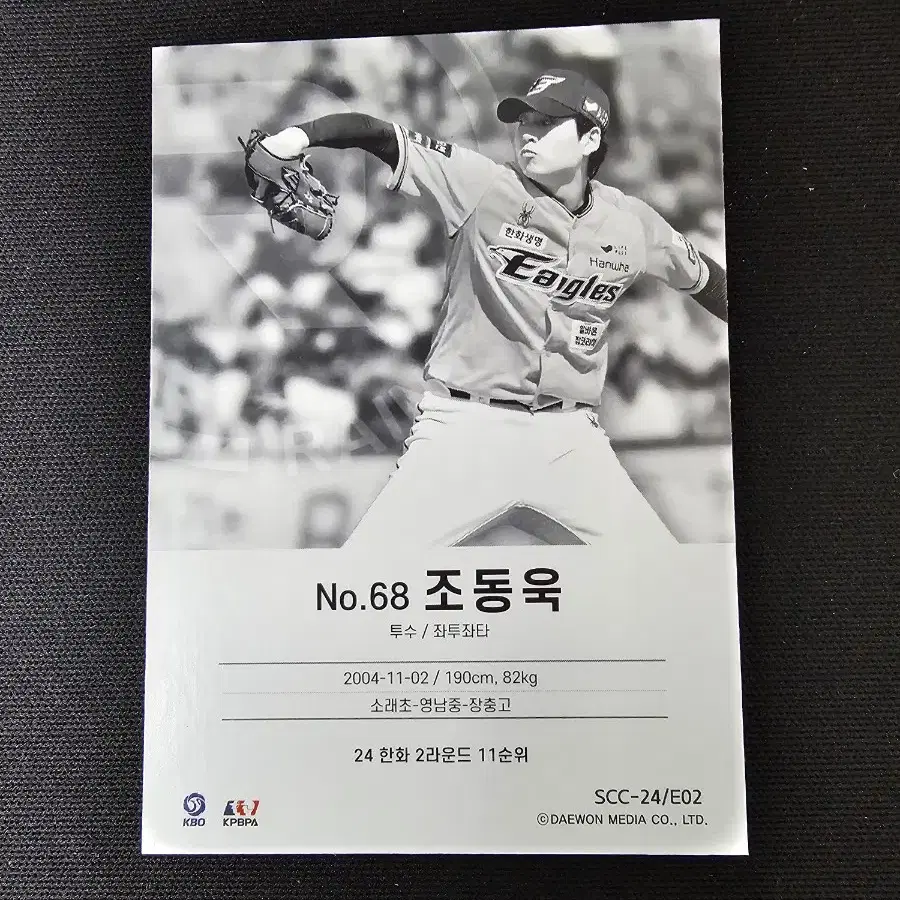 한화생명
Hanwha
Eagles
No.68 조동욱
투수 / 좌투좌타
2004-11-02 / 190cm, 82kg
소래초-영남중-장충고
24 한화 2라운드 11순위
SCC-24/E02
KBO
KPBPA
©DAEWON MEDIA CO., LTD.